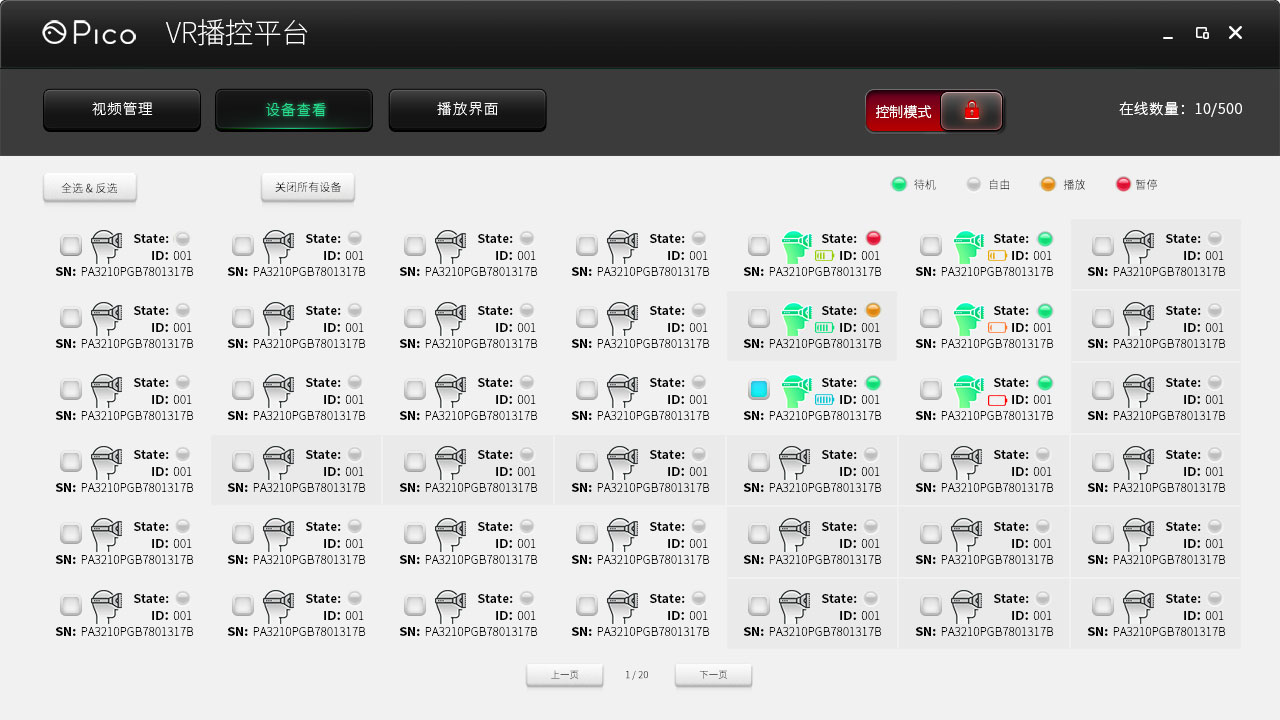 Pico VR播控平台
视频管理 设备查看 播放界面 控制模式 在线数量：10/500
全选 & 反选 关闭所有设备 待机 自由 播放 暂停
State: State: State: State: State: State: State:
ID: 001 ID: 001 ID: 001 ID: 001 ID: 001 ID: 001 ID: 001
SN: PA3210PGB7801317B SN: PA3210PGB7801317B SN: PA3210PGB7801317B SN: PA3210PGB7801317B SN: PA3210PGB7801317B SN: PA3210PGB7801317B SN: PA3210PGB7801317B
State: State: State: State: State: State: State:
ID: 001 ID: 001 ID: 001 ID: 001 ID: 001 ID: 001 ID: 001
SN: PA3210PGB7801317B SN: PA3210PGB7801317B SN: PA3210PGB7801317B SN: PA3210PGB7801317B SN: PA3210PGB7801317B SN: PA3210PGB7801317B SN: PA3210PGB7801317B
State: State: State: State: State: State: State:
ID: 001 ID: 001 ID: 001 ID: 001 ID: 001 ID: 001 ID: 001
SN: PA3210PGB7801317B SN: PA3210PGB7801317B SN: PA3210PGB7801317B SN: PA3210PGB7801317B SN: PA3210PGB7801317B SN: PA3210PGB7801317B SN: PA3210PGB7801317B
State: State: State: State: State: State: State:
ID: 001 ID: 001 ID: 001 ID: 001 ID: 001 ID: 001 ID: 001
SN: PA3210PGB7801317B SN: PA3210PGB7801317B SN: PA3210PGB7801317B SN: PA3210PGB7801317B SN: PA3210PGB7801317B SN: PA3210PGB7801317B SN: PA3210PGB7801317B
State: State: State: State: State: State: State:
ID: 001 ID: 001 ID: 001 ID: 001 ID: 001 ID: 001 ID: 001
SN: PA3210PGB7801317B SN: PA3210PGB7801317B SN: PA3210PGB7801317B SN: PA3210PGB7801317B SN: PA3210PGB7801317B SN: PA3210PGB7801317B SN: PA3210PGB7801317B
State: State: State: State: State: State: State:
ID: 001 ID: 001 ID: 001 ID: 001 ID: 001 ID: 001 ID: 001
SN: PA3210PGB7801317B SN: PA3210PGB7801317B SN: PA3210PGB7801317B SN: PA3210PGB7801317B SN: PA3210PGB7801317B SN: PA3210PGB7801317B SN: PA3210PGB7801317B
上一页 1 / 20 下一页